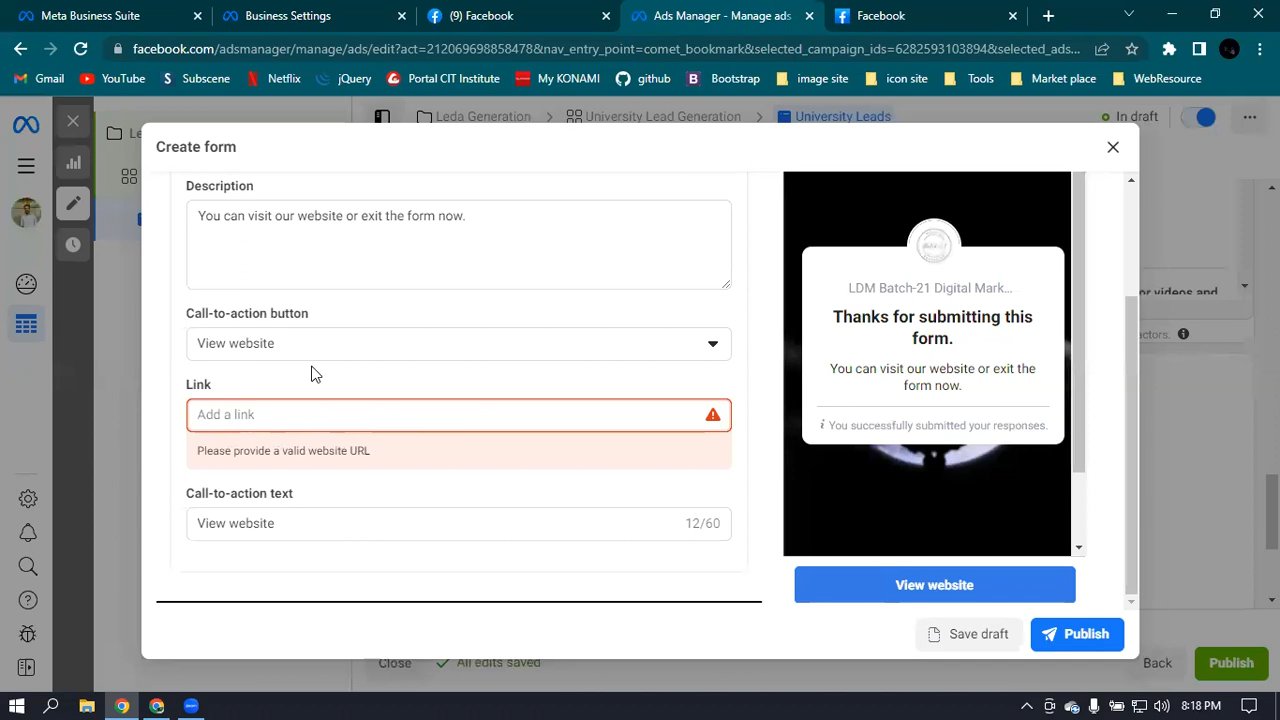 Meta Business Suite
Business Settings
(9) Facebook
Ads Manager - Manage ads
Facebook
facebook.com/adsmanager/manage/ads/edit?act=212069698858478&nav_entry_point=comet_bookmark&selected_campaign_ids=62825931038948&selected_ads...
Gmail
YouTube
Subscene
Netflix
jQuery
Portal CIT Institute
My KONAMI
github
Bootstrap
image site
icon site
Tools
Market place
WebResource
Leda Generation
University Lead Generation
University Leads
In draft
Create form
Description
You can visit our website or exit the form now.
Call-to-action button
View website
Link
Add a link
Please provide a valid website URL
Call-to-action text
View website
12/60
LDM Batch-21 Digital Mark...
Thanks for submitting this
form.
You can visit our website or exit the
form now.
You successfully submitted your responses.
View website
Save draft
Publish
or videos and
actors.
Close
All edits saved
Back
Publish
8:18 PM